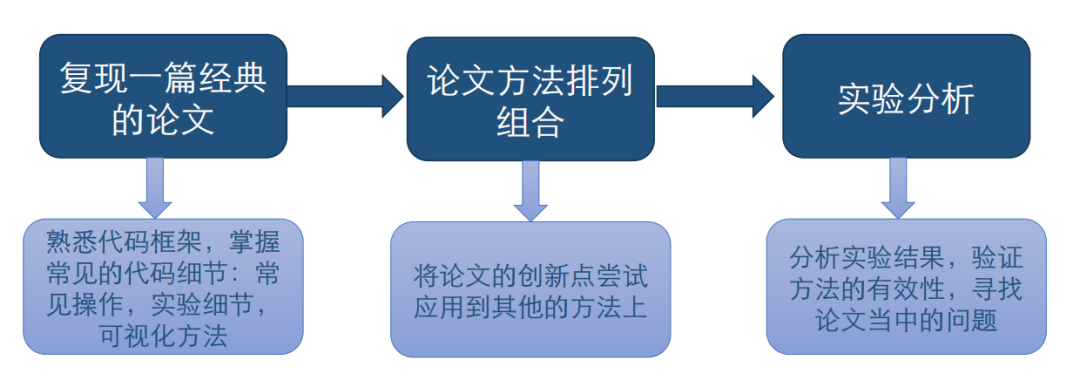 复现一篇经典
的论文
论文方法排列
组合
实验分析
熟悉代码框架，掌握
常见的代码细节：常
见操作，实验细节，
可视化方法
将论文的创新点尝试
应用到其他的方法上
分析实验结果，验证
方法的有效性，寻找
论文当中的问题